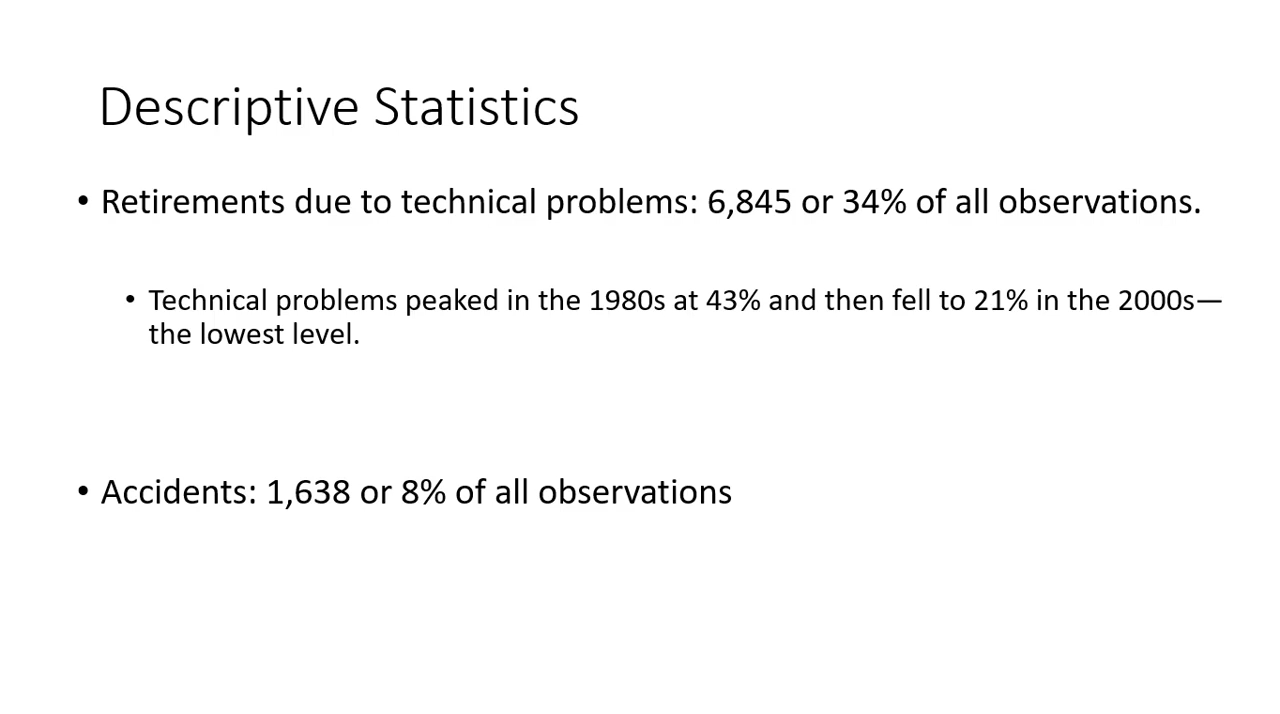 Descriptive Statistics
• Retirements due to technical problems: 6,845 or 34% of all observations.
• Technical problems peaked in the 1980s at 43% and then fell to 21% in the 2000s—
the lowest level.
• Accidents: 1,638 or 8% of all observations